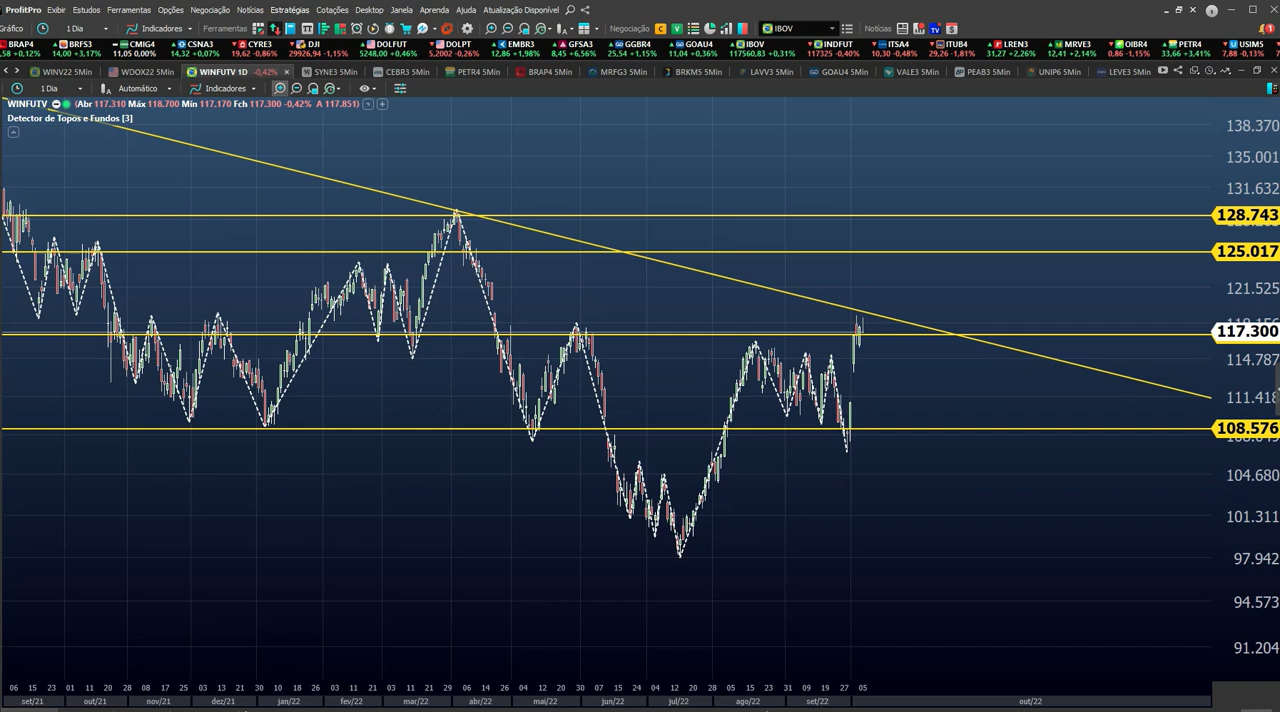 ProfitPro Exibir Estudos Ferramentas Opções Negociação Notícias Estratégias Cotações Desktop Janela Aprenda Ajuda Atualização Disponível
Gráfico 1 Dia Indicadores Ferramentas Negociação C V IBOV Notícias
BRAP4 BRFS3 CMIG4 CSNA3 CYRE3 DJI DOLFUT DOLPT EMBR3 GFSA3 GGBR4 GOAU4 IBOV INDFUT ITSA4 ITUB4 LREN3 MRVE3 OIBR4 PETR4 USIM5
+0,12% 14,00 +3,17% 11,05 0,00% 14,32 +0,07% 19,62 -0,86% 29926,94 -1,15% 5248,00 +0,46% 5,2002 -0,26% 12,86 +1,98% 8,45 +6,56% 25,54 +1,15% 11,04 +0,36% 117560,83 +0,31% 117325 -0,40% 10,30 -0,48% 29,26 -1,81% 31,27 +2,26% 12,41 +2,14% 33,66 +3,41% 7,88 -0,13%
WINV22 5Min WDOX22 5Min WINFUTV 1D -0,42% SYNE3 5Min CEBR3 5Min PETR4 5Min BRAP4 5Min MRFG3 5Min BRKM5 5Min LAVV3 5Min GOAU4 5Min VALE3 5Min PEAB3 5Min UNIP6 5Min LEVE3 5Min
1 Dia Automático Indicadores
WINFUTV (Abr 117.310 Máx 118.700 Mín 117.170 Fch 117.300 -0,42% A 117.851)
Detector de Topos e Fundos [3]
138.370
135.001
131.632
128.743
125.017
121.525
117.300
114.787
111.418
108.576
104.680
101.311
97.942
94.573
91.204
06 15 23 01 11 20 28 08 17 25 03 13 21 30 10 18 26 03 11 21 03 11 21 29 06 14 25 04 12 20 30 07 15 24 04 12 20 28 05 15 23 31 09 19 27 05
set/21 out/21 nov/21 dez/21 jan/22 fev/22 mar/22 abr/22 mai/22 jun/22 jul/22 ago/22 set/22 out/22